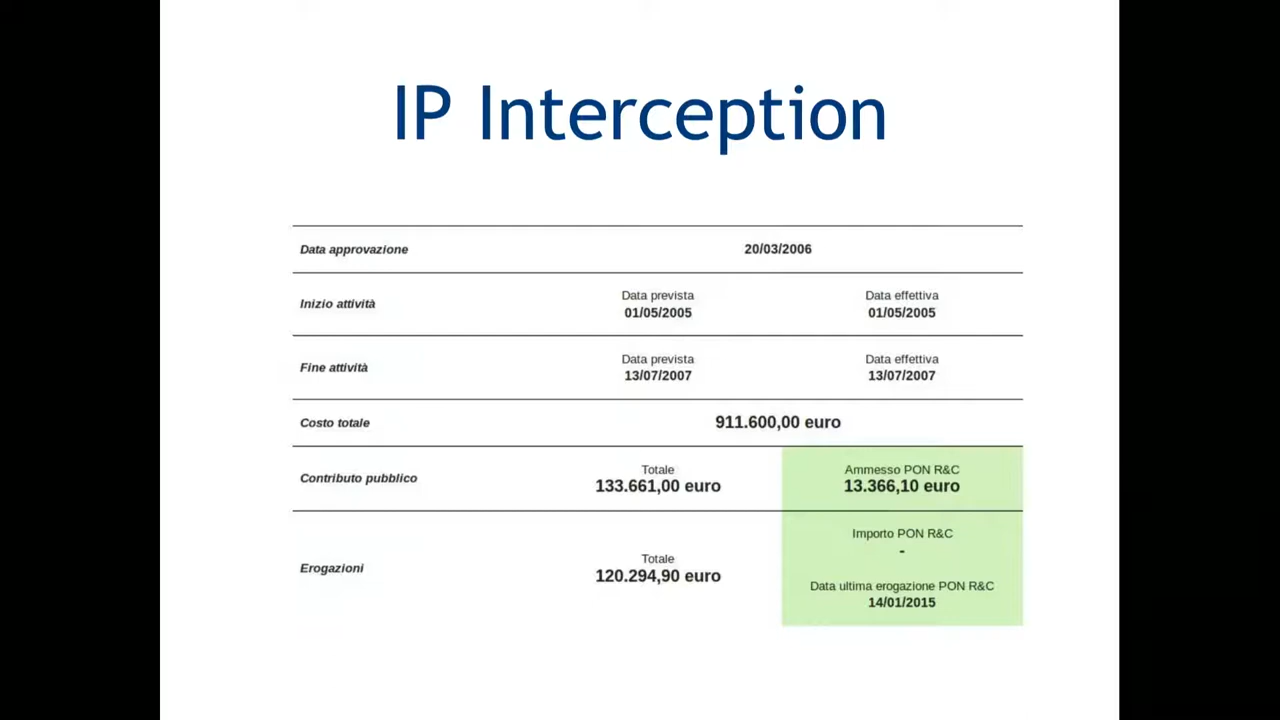 IP Interception
Data approvazione 20/03/2006
Inizio attività
Data prevista
01/05/2005
Data effettiva
01/05/2005
Fine attività
Data prevista
13/07/2007
Data effettiva
13/07/2007
Costo totale 911.600,00 euro
Contributo pubblico
Totale
133.661,00 euro
Ammesso PON R&C
13.366,10 euro
Erogazioni
Totale
120.294,90 euro
Importo PON R&C
-
Data ultima erogazione PON R&C
14/01/2015